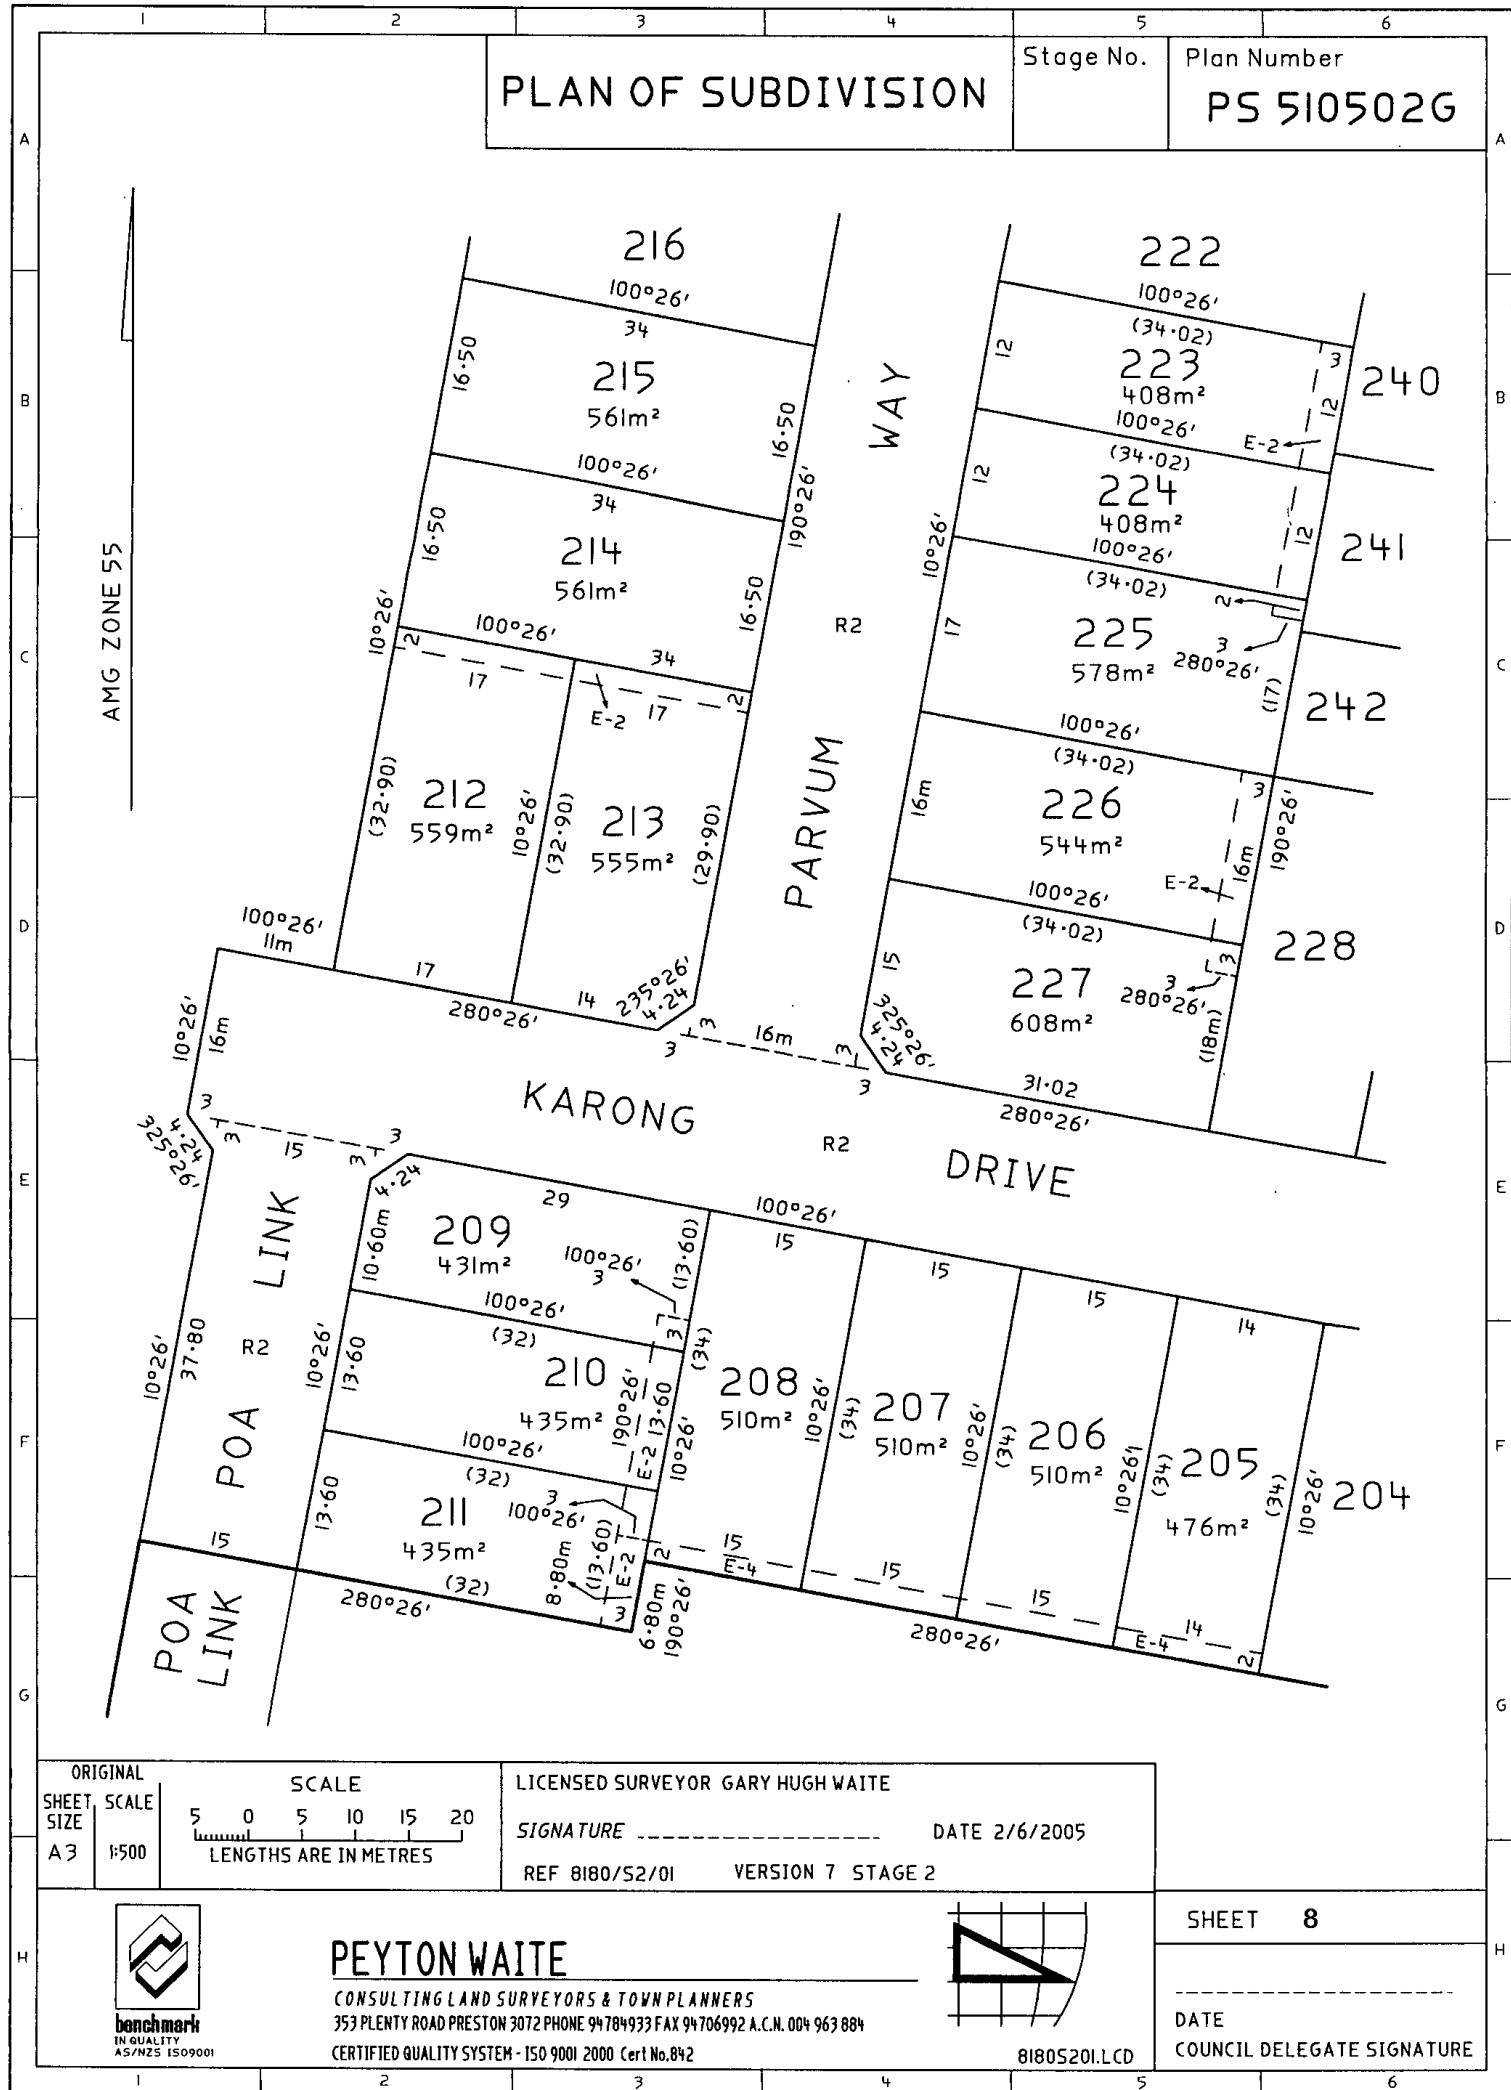 1 2 3 4 5 6
PLAN OF SUBDIVISION
Stage No.
Plan Number
PS 510502G
A A
B B
C C
D D
E E
F F
G G
H H
AMG ZONE 55
216
100°26'
34
16·50
215
561m²
16·50
100°26'
34
16·50
214
561m²
16·50
190°26'
10°26'
100°26'
34
2
17
E-2
17
2
(32·90)
212
559m²
10°26'
(32·90)
213
555m²
(29·90)
100°26'
11m
17
280°26'
14
235°26'
4·24
10°26'
16m
WAY
R2
PARVUM
222
100°26'
(34·02)
12
223
408m²
3
12
240
100°26'
(34·02)
E-2
12
224
408m²
12
241
100°26'
(34·02)
10°26'
2
17
225
578m²
3
280°26'
(17)
242
100°26'
(34·02)
3
16m
226
544m²
16m
190°26'
E-2
100°26'
(34·02)
228
15
227
608m²
3
3
280°26'
(18m)
325°26'
4·24
31·02
280°26'
3
3
16m
3
3
KARONG
R2
DRIVE
3
3
15
3
3
4·24
325°26'
4·24
29
100°26'
15
15
15
14
LINK
10·60m
209
431m²
100°26'
3
(13·60)
100°26'
(32)
3
(34)
R2
10°26'
37·80
10°26'
13·60
210
435m²
190°26'
13·60
E-2
10°26'
208
510m²
10°26'
(34)
207
510m²
10°26'
(34)
206
510m²
10°26'
(34)
205
476m²
(34)
10°26'
204
POA
100°26'
(32)
3
100°26'
13·60
211
435m²
(13·60)
E-2
8·80m
3
15
(32)
280°26'
6·80m
190°26'
2
15
E-4
15
15
14
E-4
2
280°26'
POA
LINK
ORIGINAL
SHEET SIZE
SCALE
A3
1:500
SCALE
5 0 5 10 15 20
LENGTHS ARE IN METRES
LICENSED SURVEYOR GARY HUGH WAITE
SIGNATURE
DATE 2/6/2005
REF 8180/S2/01
VERSION 7 STAGE 2
benchmark
IN QUALITY
AS/NZS ISO9001
PEYTON WAITE
CONSULTING LAND SURVEYORS & TOWN PLANNERS
353 PLENTY ROAD PRESTON 3072 PHONE 94784933 FAX 94706992 A.C.N. 004 963 884
CERTIFIED QUALITY SYSTEM - ISO 9001 2000 Cert No.842
8180S201.LCD
SHEET 8
DATE
COUNCIL DELEGATE SIGNATURE
1 2 3 4 5 6